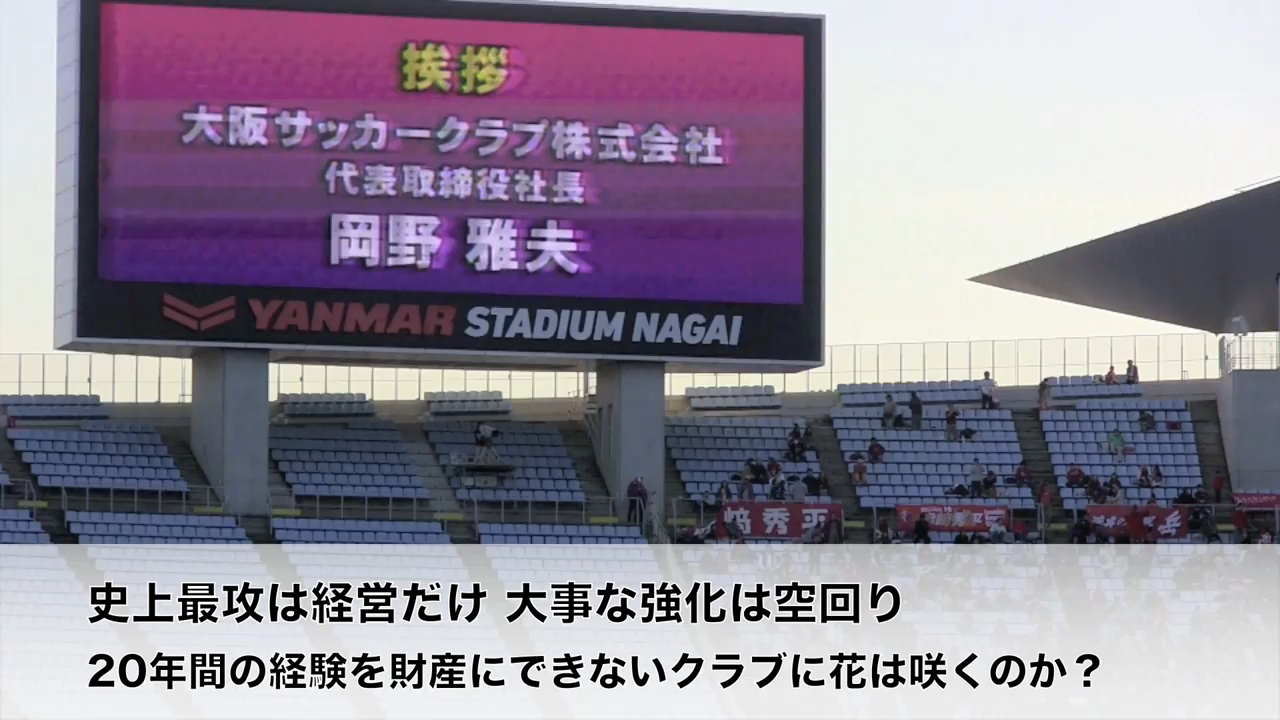 挨拶
大阪サッカークラブ株式会社
代表取締役社長
岡野 雅夫
YANMAR STADIUM NAGAI
秀平
史上最攻は経営だけ 大事な強化は空回り
20年間の経験を財産にできないクラブに花は咲くのか？